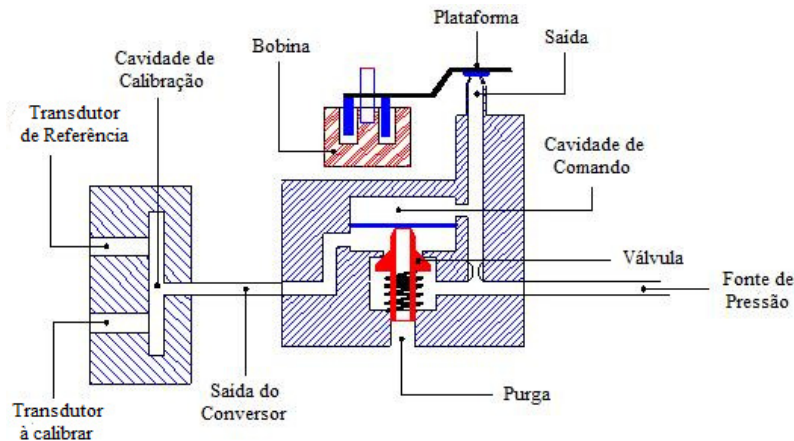 Plataforma
Saída
Bobina
Cavidade de
Calibração
Transdutor
de Referência
Cavidade de
Comando
Válvula
Fonte de
Pressão
Saída do
Conversor
Purga
Transdutor
à calibrar